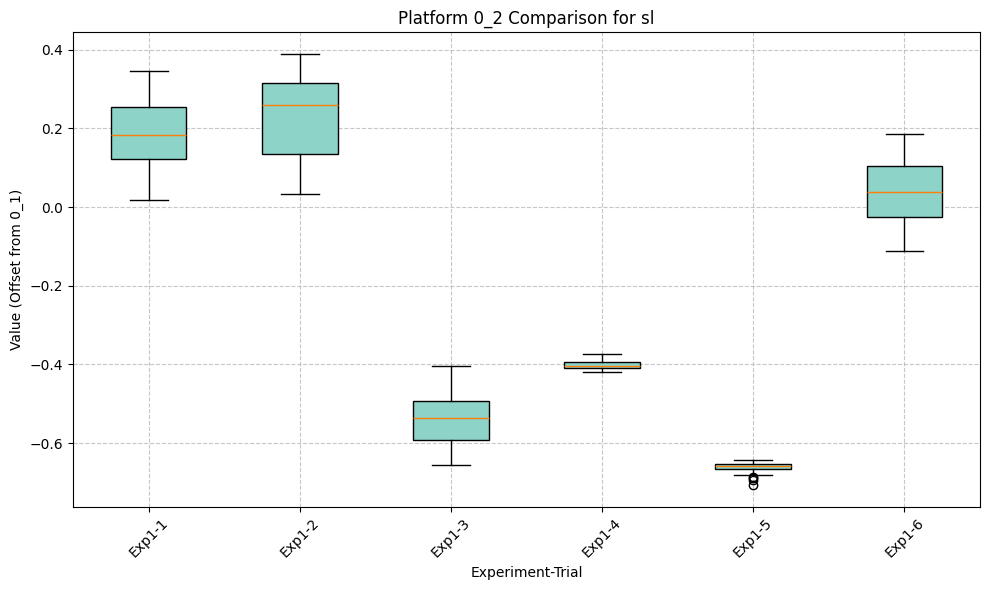 Platform 0_2 Comparison for sl
Value (Offset from 0_1)
0.4
0.2
0.0
−0.2
−0.4
−0.6
Exp1-1
Exp1-2
Exp1-3
Exp1-4
Exp1-5
Exp1-6
Experiment-Trial